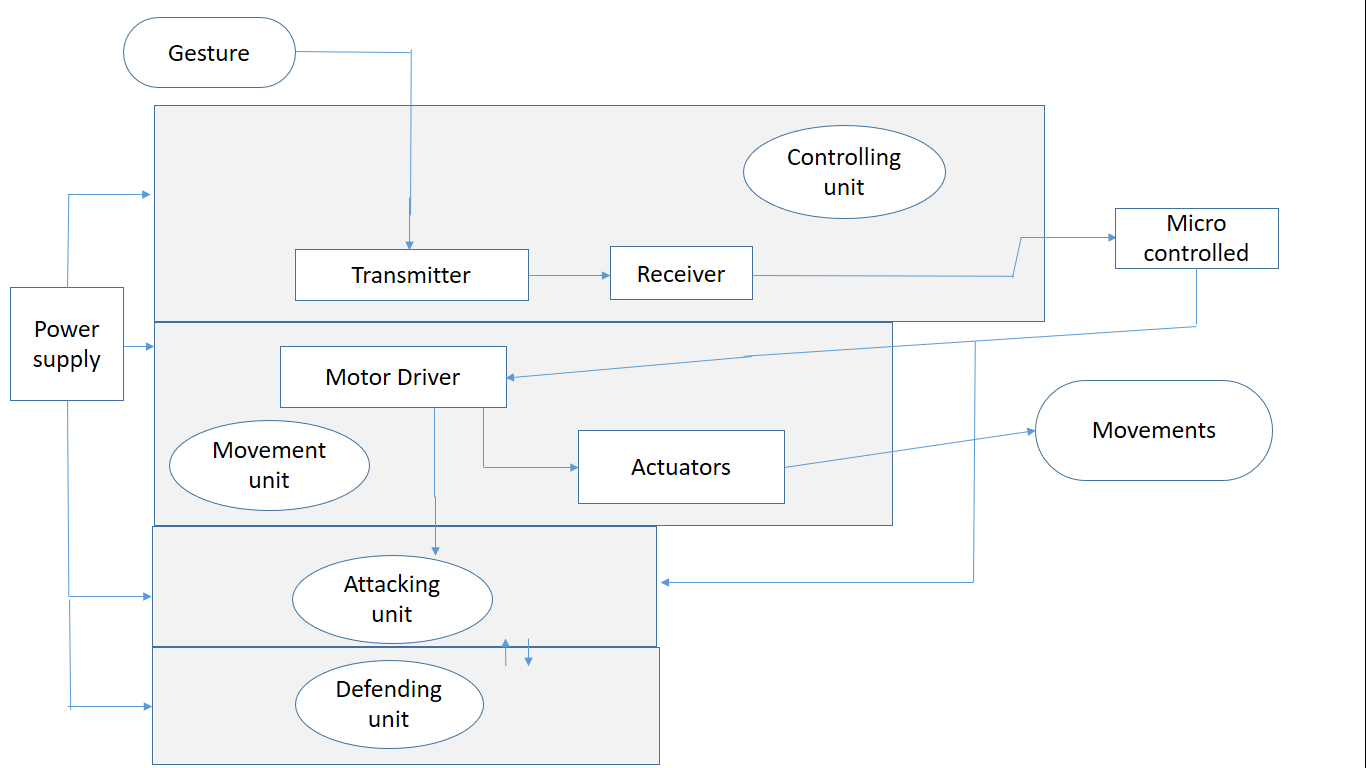 Gesture
Controlling
unit
Micro
controlled
Transmitter
Receiver
Power
supply
Motor Driver
Movements
Movement
unit
Actuators
Attacking
unit
Defending
unit